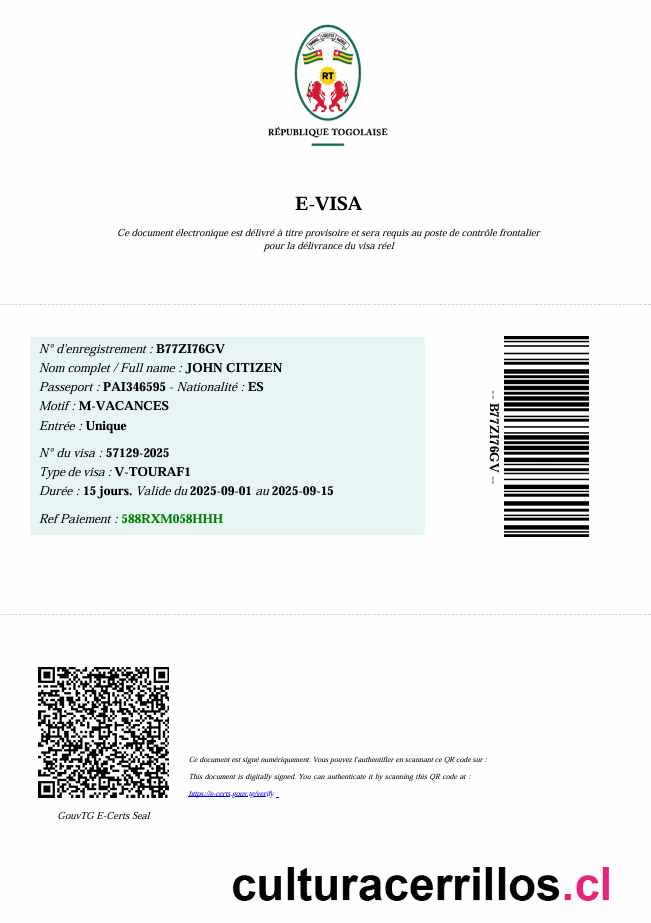 RT
RÉPUBLIQUE TOGOLAISE
E-VISA
Ce document électronique est délivré à titre provisoire et sera requis au poste de contrôle frontalier
pour la délivrance du visa réel
N° d'enregistrement : B77ZI76GV
Nom complet / Full name : JOHN CITIZEN
Passeport : PAI346595 - Nationalité : ES
Motif : M-VACANCES
Entrée : Unique
N° du visa : 57129-2025
Type de visa : V-TOURAF1
Durée : 15 jours. Valide du 2025-09-01 au 2025-09-15
Ref Paiement : 588RXM058HHH
-- B77ZI76GV --
Ce document est signé numériquement. Vous pouvez l'authentifier en scannant ce QR code sur :
This document is digitally signed. You can authenticate it by scanning this QR code at :
https://e-certs.gouv.tg/verify
GouvTG E-Certs Seal
culturacerrillos.cl